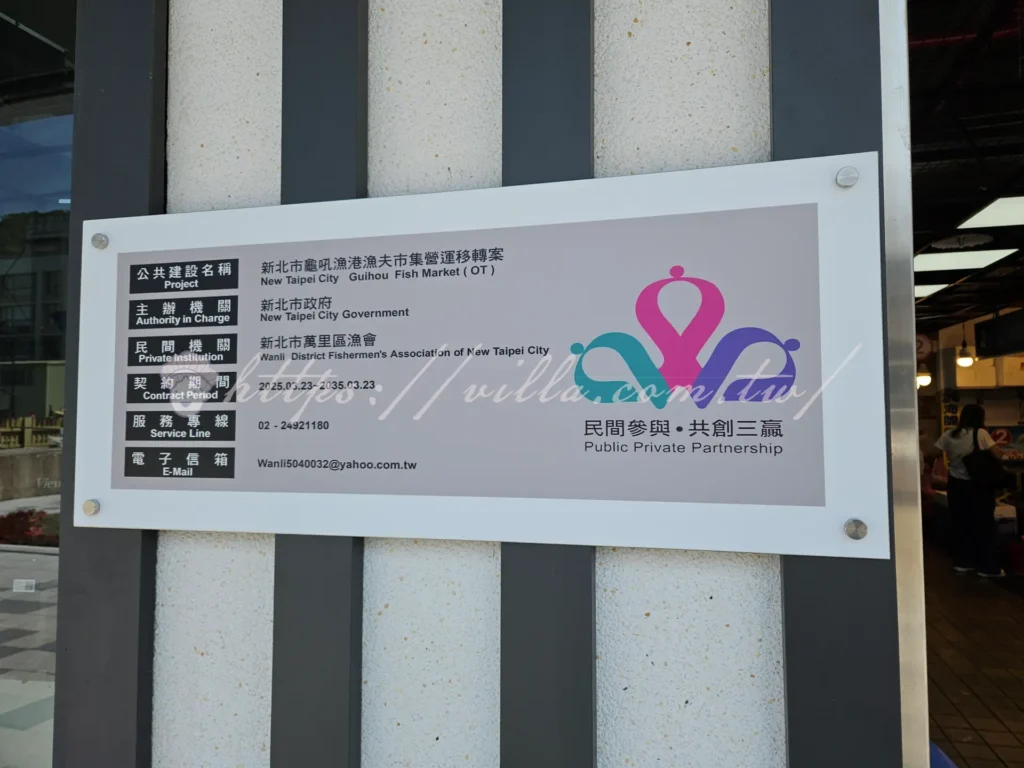 公共建設名稱
Project
新北市龜吼漁港漁夫市集營運移轉案
New Taipei City Guihou Fish Market ( OT )
主辦機關
Authority in Charge
新北市政府
New Taipei City Government
民間機關
Private Institution
新北市萬里區漁會
Wanli District Fishermen's Association of New Taipei City
契約期間
Contract Period
2025.03.23~2035.03.23
服務專線
Service Line
02 - 24921180
電子信箱
E-Mail
Wanli5040032@yahoo.com.tw
民間參與•共創三贏
Public Private Partnership
https://villa.com.tw/